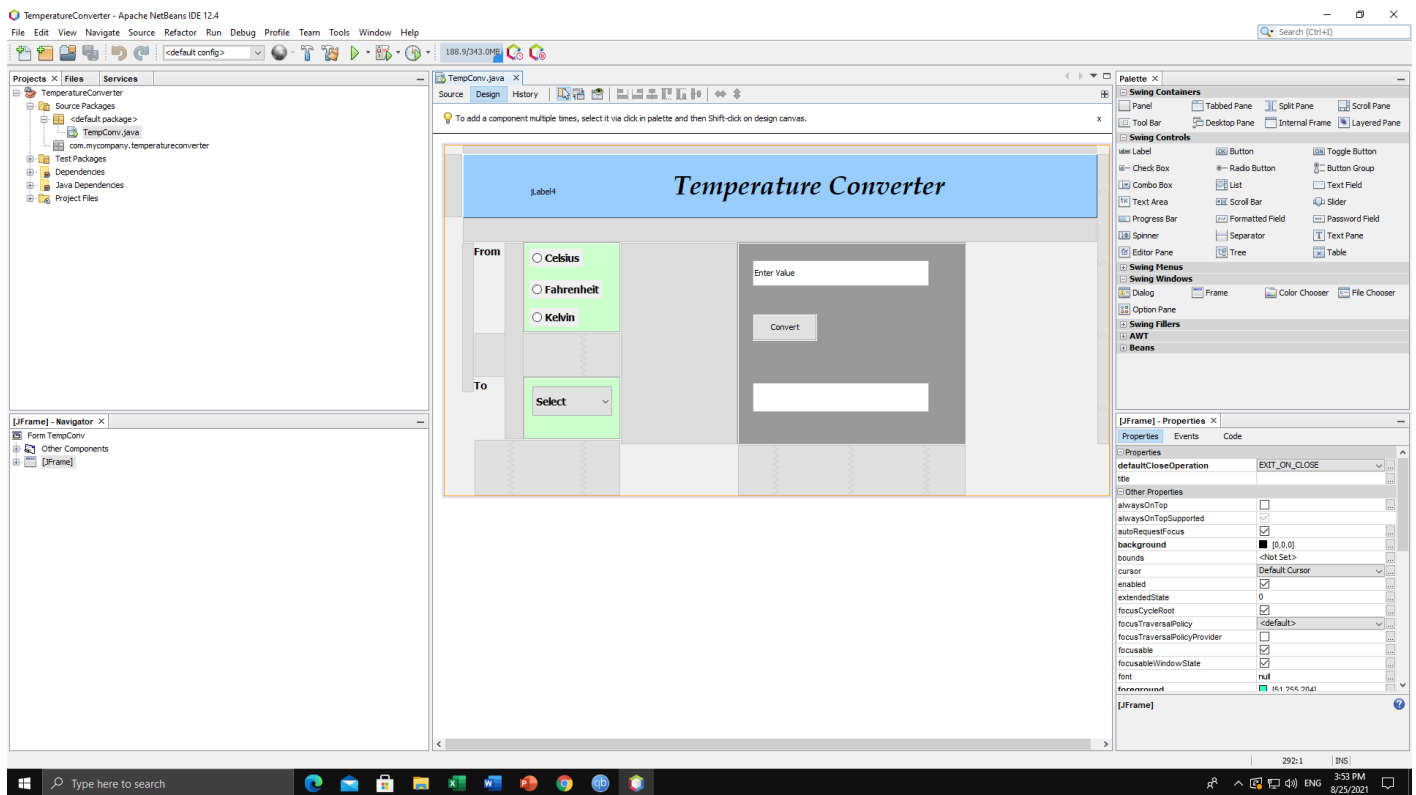 TemperatureConverter - Apache NetBeans IDE 12.4
File Edit View Navigate Source Refactor Run Debug Profile Team Tools Window Help
Search (Ctrl+I)
<default config>
188.9/343.0MB
Projects Files Services
TemperatureConverter
Source Packages
<default package>
TempConv.java
com.mycompany.temperatureconverter
Test Packages
Dependencies
Java Dependencies
Project Files
[JFrame] - Navigator
Form TempConv
Other Components
[JFrame]
TempConv.java
Source Design History
To add a component multiple times, select it via click in palette and then Shift-click on design canvas.
x
jLabel4
Temperature Converter
From
Celsius
Fahrenheit
Kelvin
To
Select
Enter Value
Convert
Palette
Swing Containers
Panel Tabbed Pane Split Pane Scroll Pane
Tool Bar Desktop Pane Internal Frame Layered Pane
Swing Controls
label Label Button Toggle Button
Check Box Radio Button Button Group
Combo Box List Text Field
Text Area Scroll Bar Slider
Progress Bar Formatted Field Password Field
Spinner Separator Text Pane
Editor Pane Tree Table
Swing Menus
Swing Windows
Dialog Frame Color Chooser File Chooser
Option Pane
Swing Fillers
AWT
Beans
[JFrame] - Properties
Properties Events Code
Properties
defaultCloseOperation EXIT_ON_CLOSE
title
Other Properties
alwaysOnTop
alwaysOnTopSupported
autoRequestFocus
background [0,0,0]
bounds <Not Set>
cursor Default Cursor
enabled
extendedState 0
focusCycleRoot
focusTraversalPolicy <default>
focusTraversalPolicyProvider
focusable
focusableWindowState
font null
foreground [51,255,204]
[JFrame]
292:1 INS
Type here to search
ENG
3:53 PM
8/25/2021